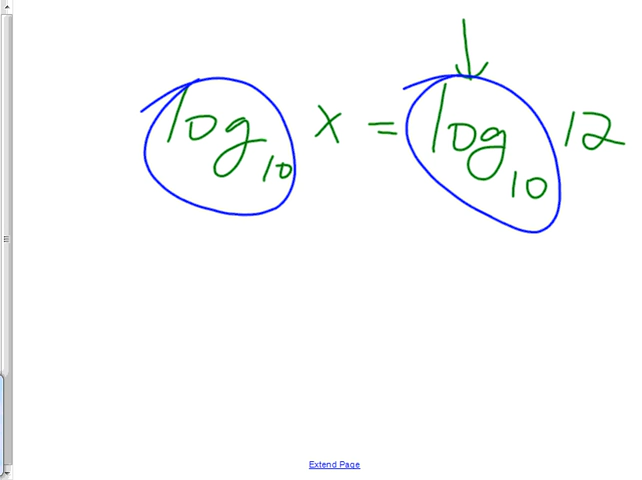 log₁₀ x = log₁₀ 12
Extend Page